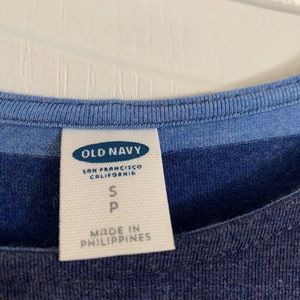 OLD NAVY
SAN FRANCISCO
CALIFORNIA
S
P
MADE IN
PHILIPPINES